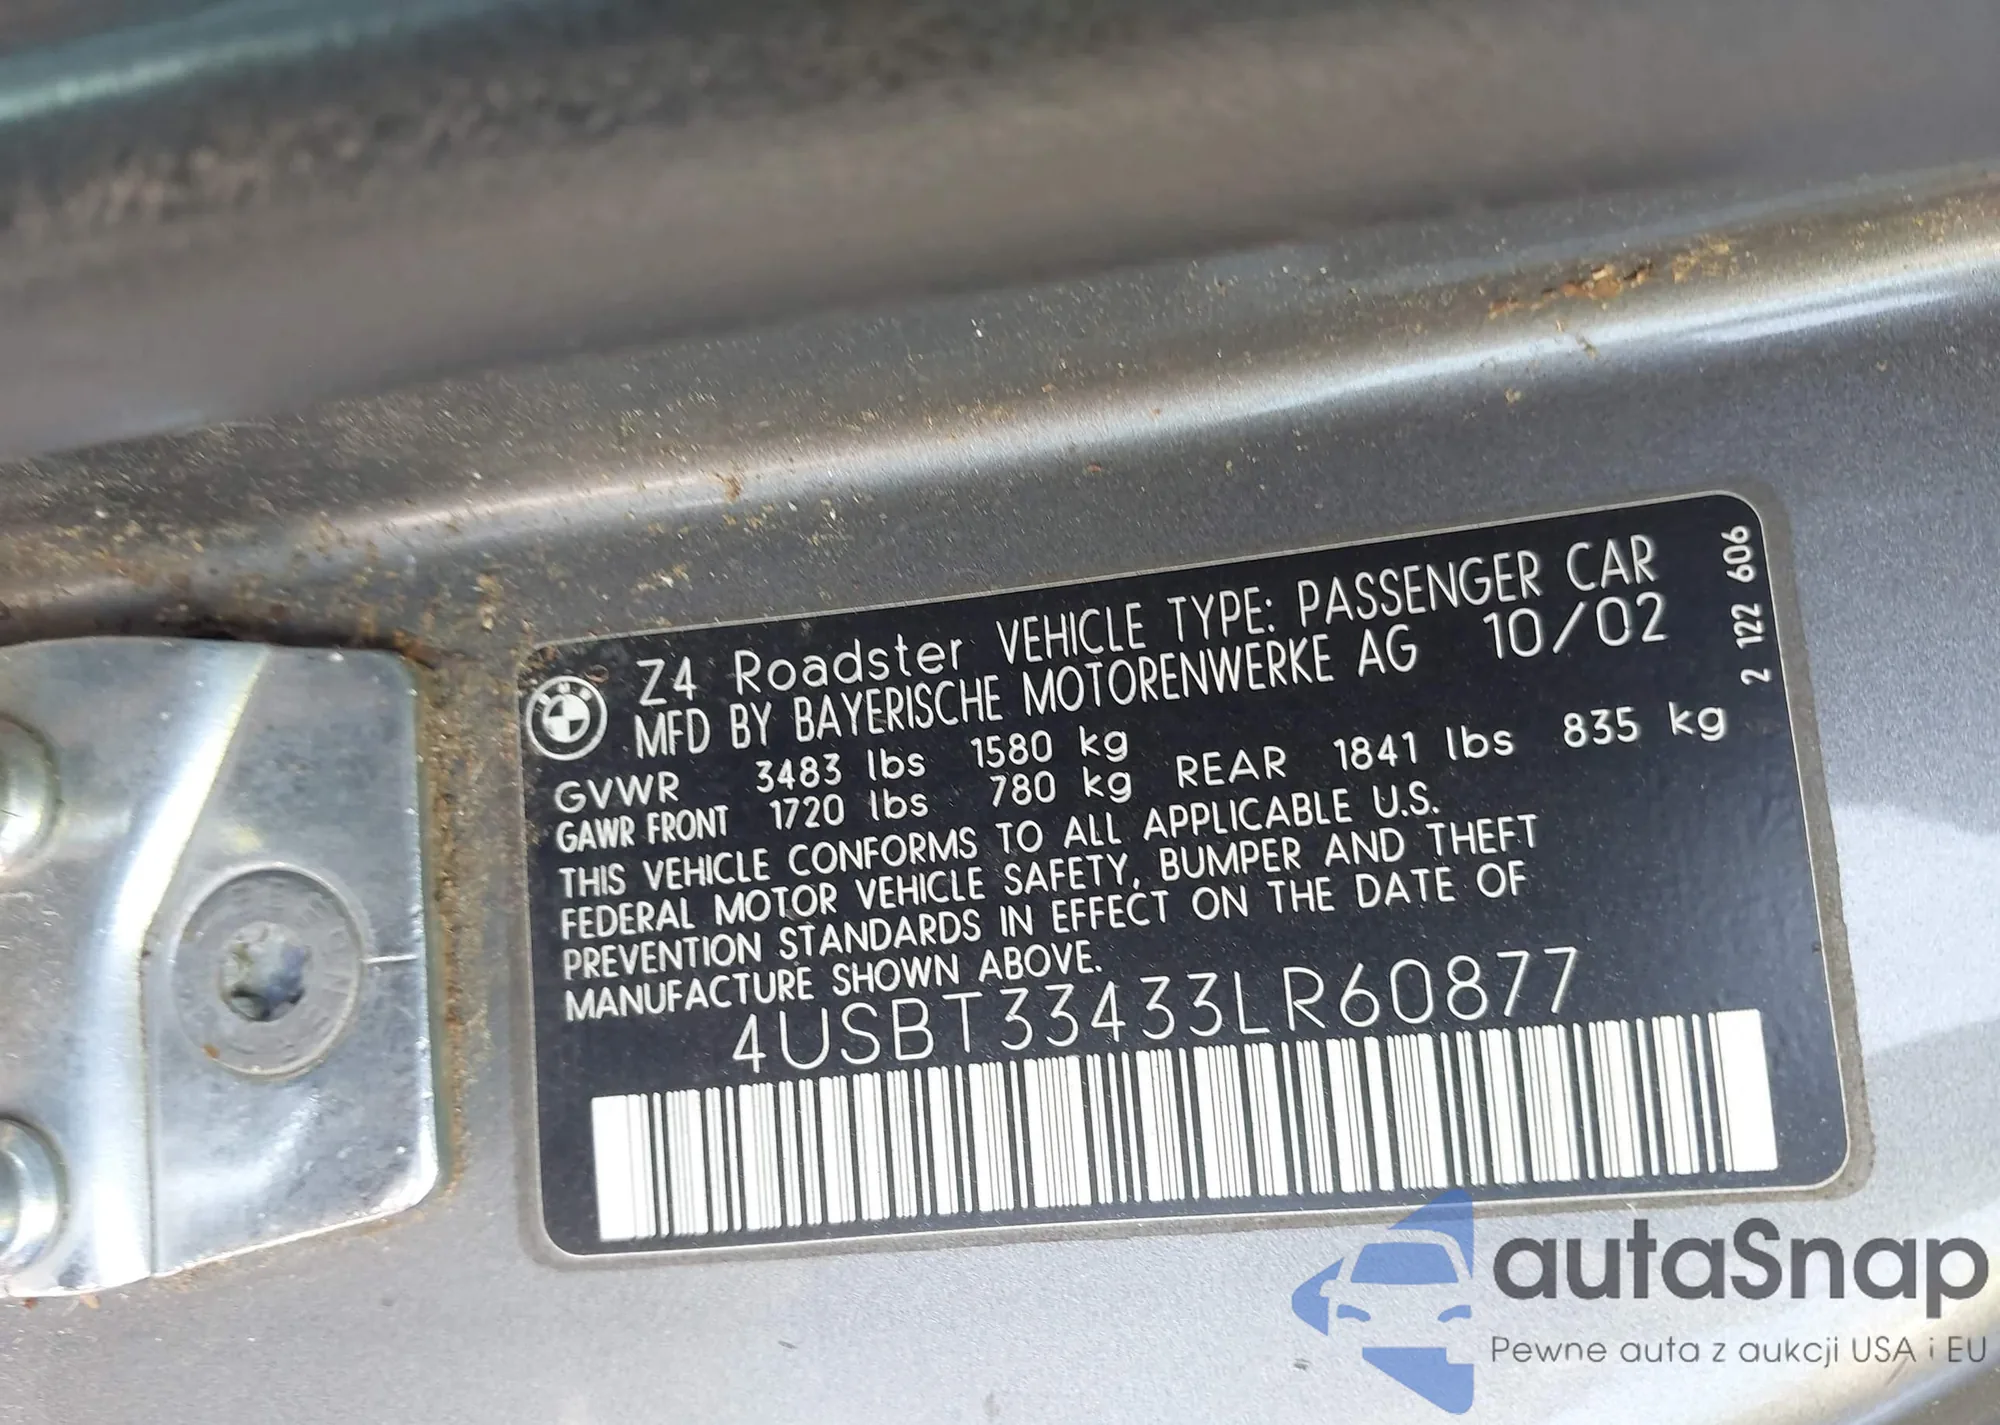 Z4 Roadster VEHICLE TYPE: PASSENGER CAR
MFD BY BAYERISCHE MOTORENWERKE AG 10/02
GVWR 3483 lbs 1580 kg
GAWR FRONT 1720 lbs 780 kg REAR 1841 lbs 835 kg
THIS VEHICLE CONFORMS TO ALL APPLICABLE U.S.
FEDERAL MOTOR VEHICLE SAFETY, BUMPER AND THEFT
PREVENTION STANDARDS IN EFFECT ON THE DATE OF
MANUFACTURE SHOWN ABOVE.
4USBT33433LR60877
2 122 606
BMW
autaSnap
Pewne auta z aukcji USA i EU